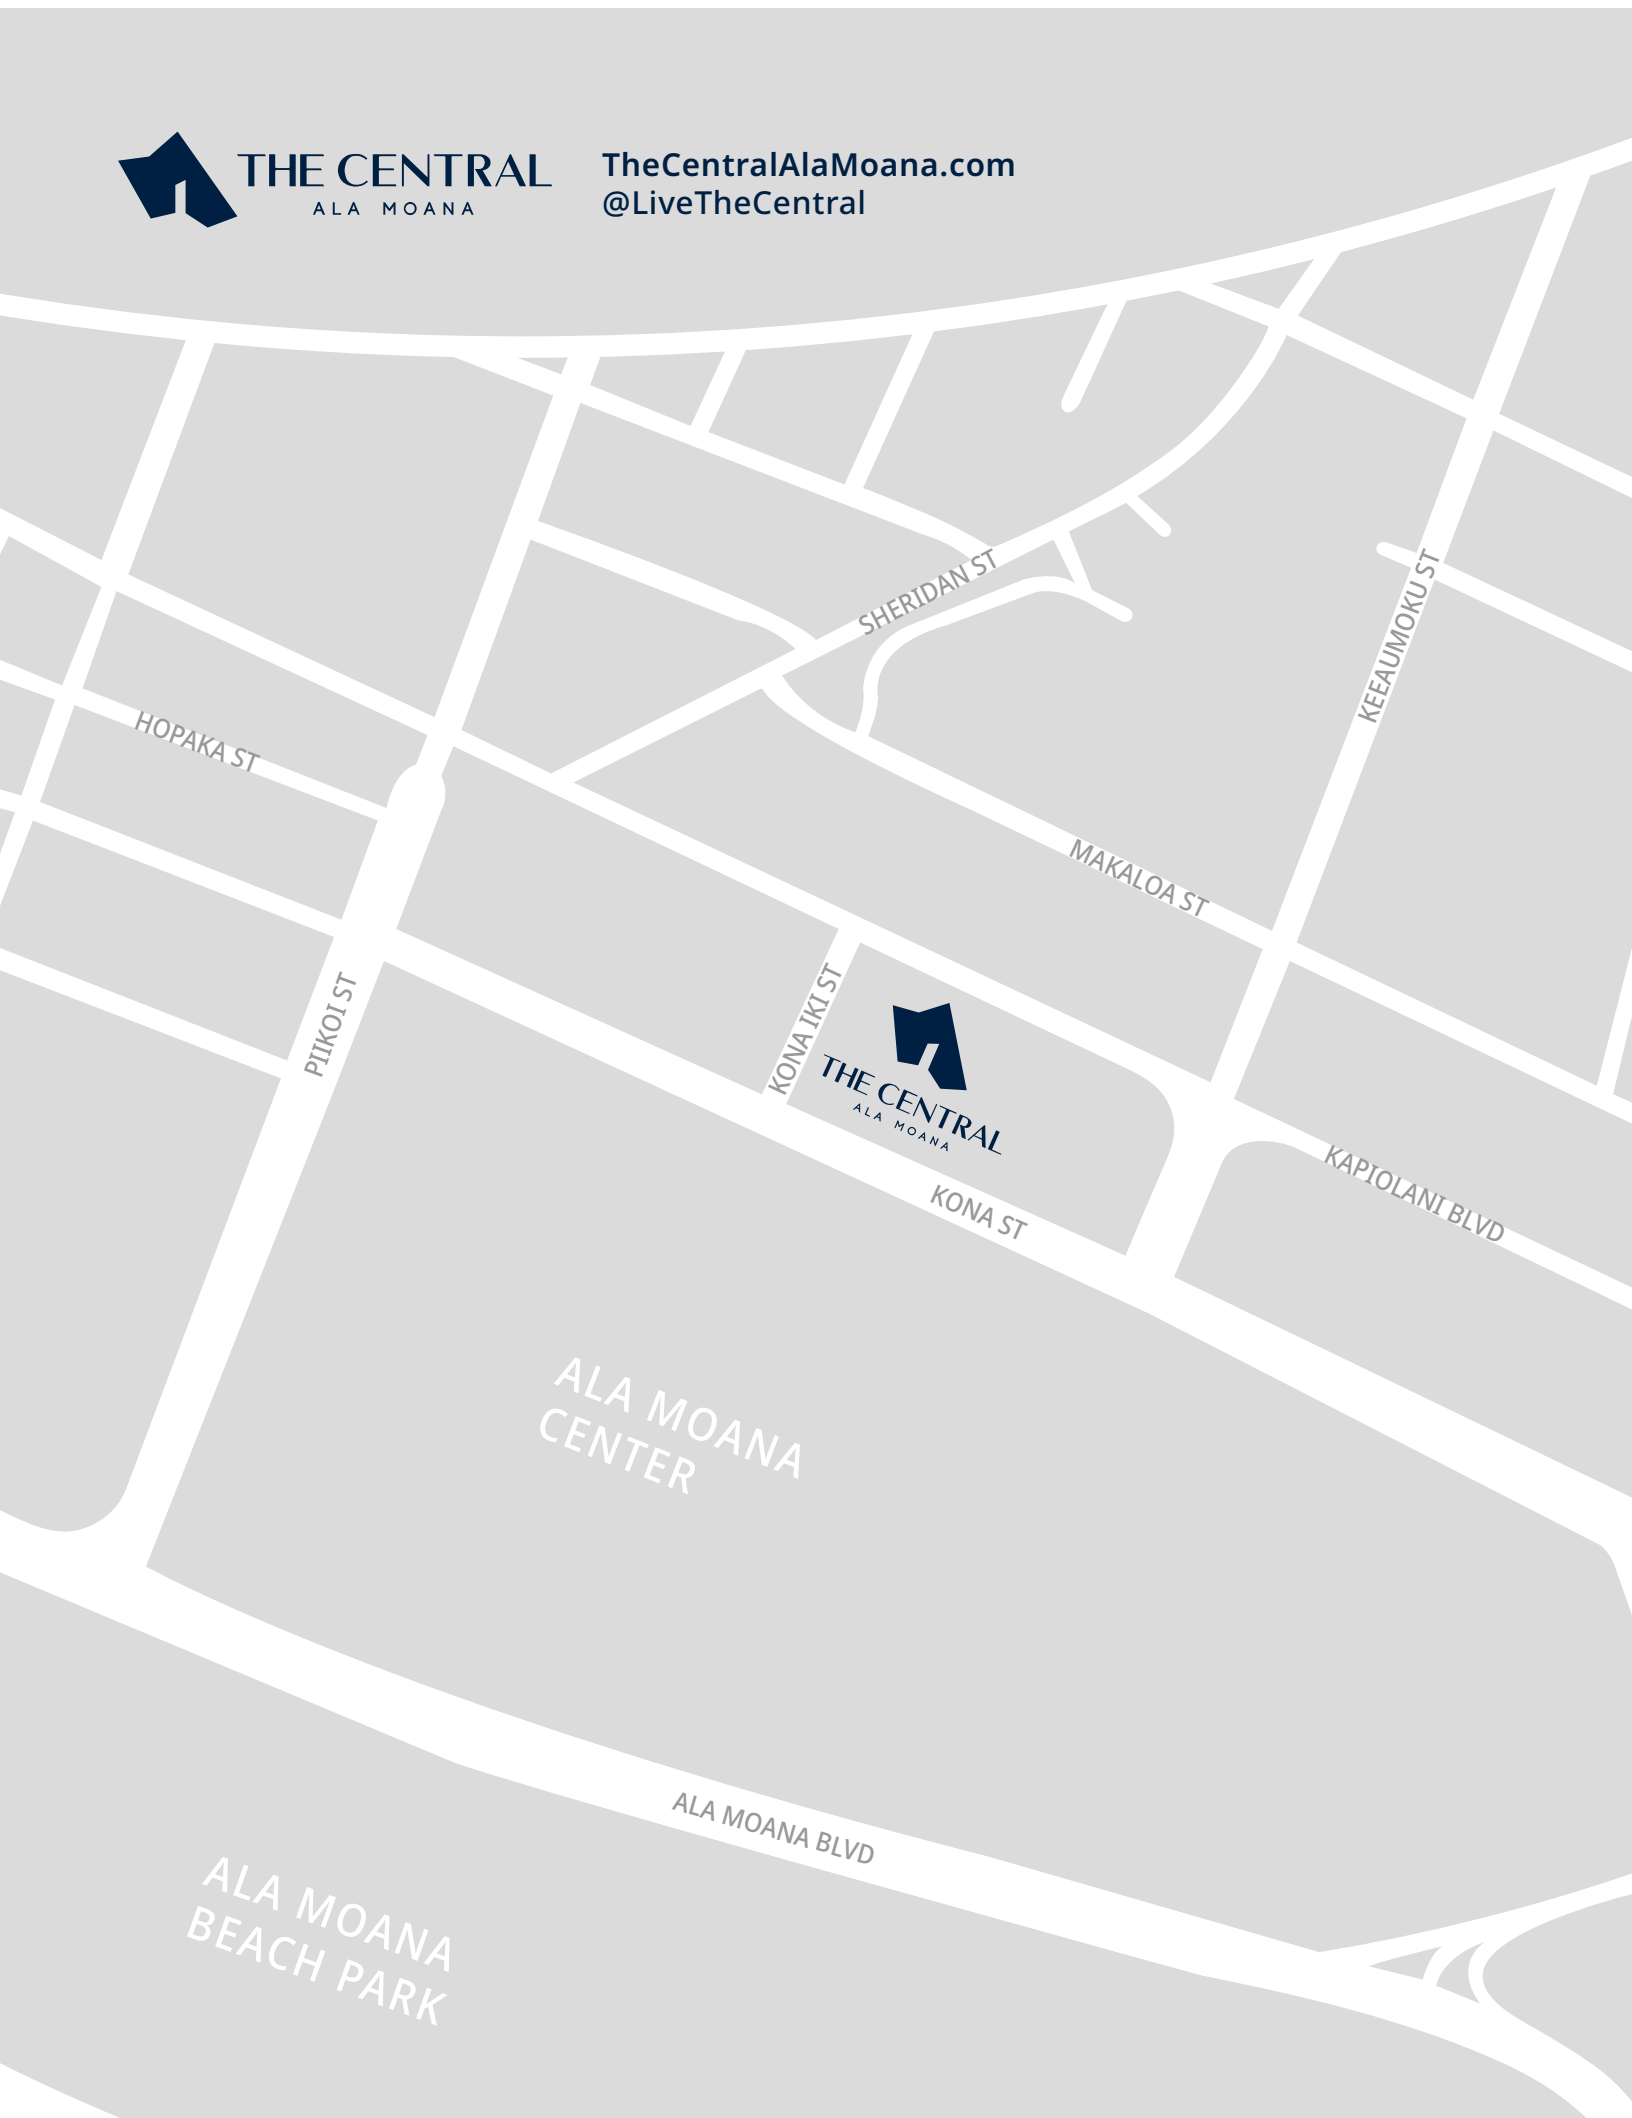 THE CENTRAL
ALA MOANA
TheCentralAlaMoana.com
@LiveTheCentral
SHERIDAN ST
KEEAUMOKU ST
HOPAKA ST
MAKALOA ST
PIIKOI ST
KONA IKI ST
THE CENTRAL
ALA MOANA
KAPIOLANI BLVD
KONA ST
ALA MOANA
CENTER
ALA MOANA BLVD
ALA MOANA
BEACH PARK